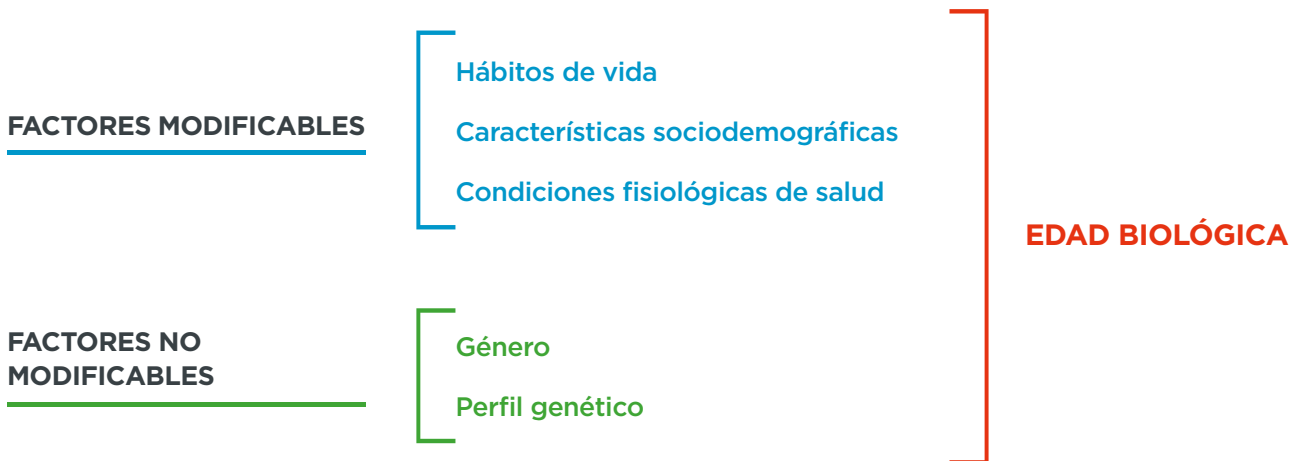 FACTORES MODIFICABLES
Hábitos de vida
Características sociodemográficas
Condiciones fisiológicas de salud
FACTORES NO
MODIFICABLES
Género
Perfil genético
EDAD BIOLÓGICA